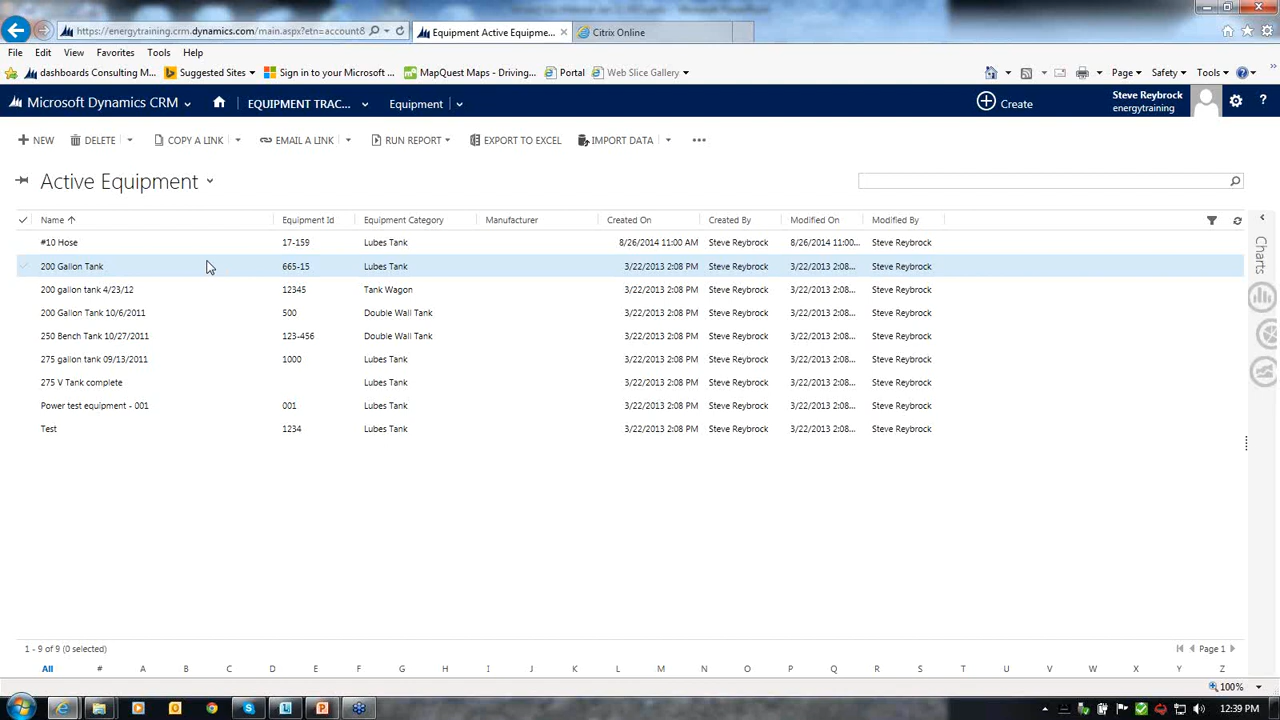 https://energytraining.crm.dynamics.com/main.aspx?etn=account8
Equipment Active Equipme...
Citrix Online
File Edit View Favorites Tools Help
dashboards Consulting M... Suggested Sites Sign in to your Microsoft ... MapQuest Maps - Driving,... Portal Web Slice Gallery Page Safety Tools
Microsoft Dynamics CRM EQUIPMENT TRAC... Equipment Create Steve Reybrock
energytraining
NEW DELETE COPY A LINK EMAIL A LINK RUN REPORT EXPORT TO EXCEL IMPORT DATA
Active Equipment
Name Equipment Id Equipment Category Manufacturer Created On Created By Modified On Modified By
#10 Hose 17-159 Lubes Tank 8/26/2014 11:00 AM Steve Reybrock 8/26/2014 11:00... Steve Reybrock
200 Gallon Tank 665-15 Lubes Tank 3/22/2013 2:08 PM Steve Reybrock 3/22/2013 2:08... Steve Reybrock
200 gallon tank 4/23/12 12345 Tank Wagon 3/22/2013 2:08 PM Steve Reybrock 3/22/2013 2:08... Steve Reybrock
200 Gallon Tank 10/6/2011 500 Double Wall Tank 3/22/2013 2:08 PM Steve Reybrock 3/22/2013 2:08... Steve Reybrock
250 Bench Tank 10/27/2011 123-456 Double Wall Tank 3/22/2013 2:08 PM Steve Reybrock 3/22/2013 2:08... Steve Reybrock
275 gallon tank 09/13/2011 1000 Lubes Tank 3/22/2013 2:08 PM Steve Reybrock 3/22/2013 2:08... Steve Reybrock
275 V Tank complete Lubes Tank 3/22/2013 2:08 PM Steve Reybrock 3/22/2013 2:08... Steve Reybrock
Power test equipment - 001 001 Lubes Tank 3/22/2013 2:08 PM Steve Reybrock 3/22/2013 2:08... Steve Reybrock
Test 1234 Lubes Tank 3/22/2013 2:08 PM Steve Reybrock 3/22/2013 2:08... Steve Reybrock
Charts
1 - 9 of 9 (0 selected) Page 1
All # A B C D E F G H I J K L M N O P Q R S T U V W X Y Z
100%
12:39 PM